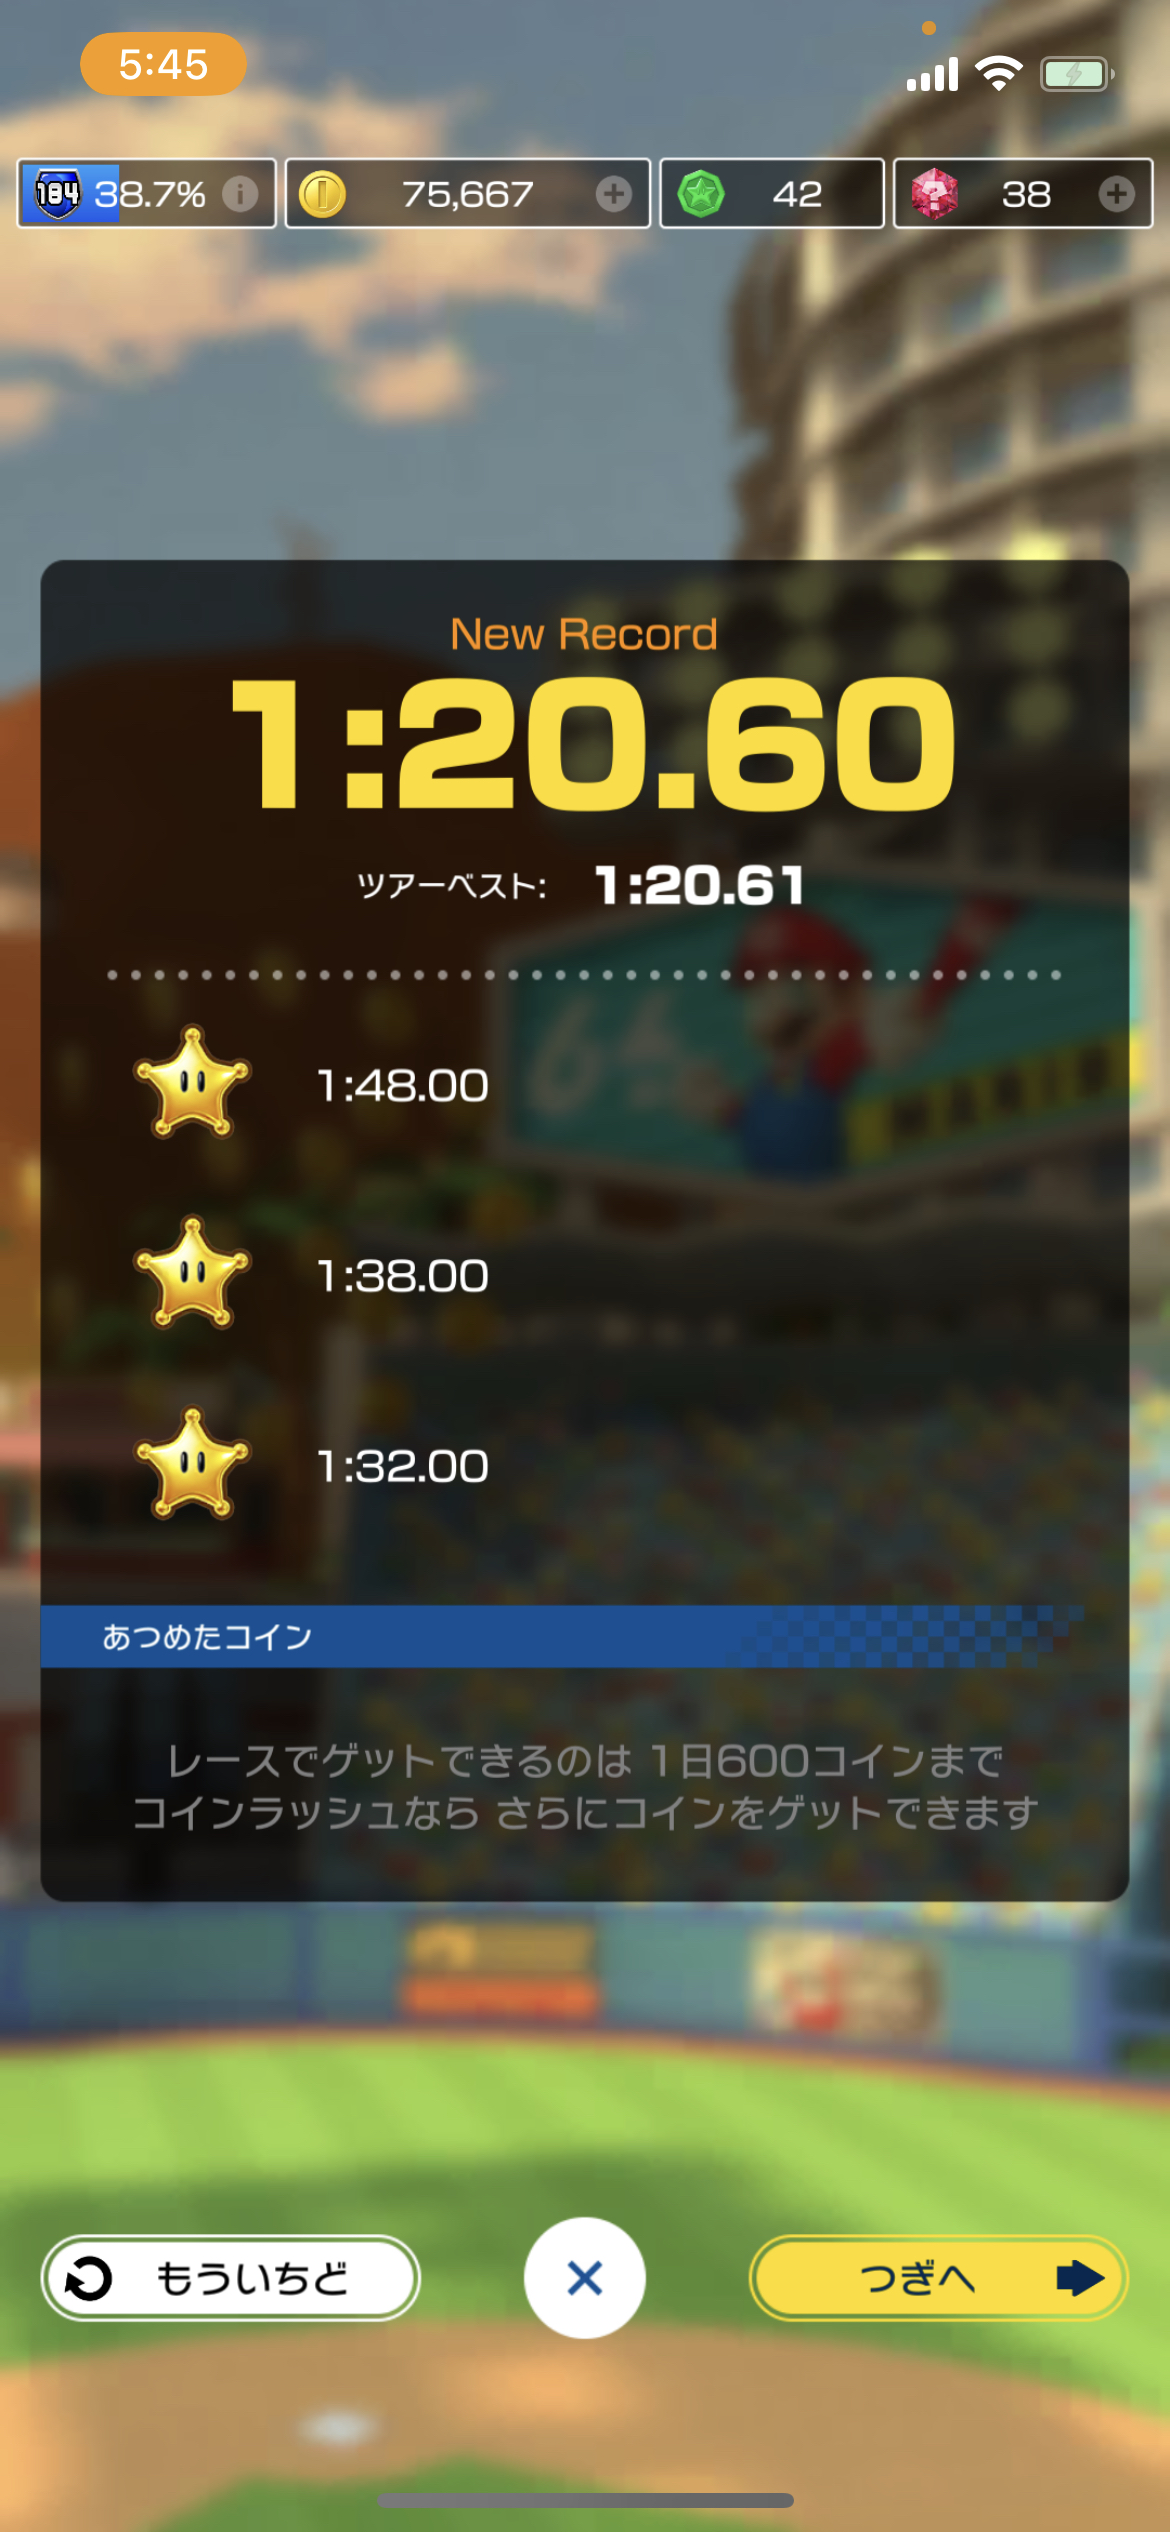 5:45
184 38.7% i 75,667 + 42 38 +
New Record
1:20.60
ツアーベスト: 1:20.61
1:48.00
1:38.00
1:32.00
あつめたコイン
レースでゲットできるのは 1日600コインまで
コインラッシュなら さらにコインをゲットできます
もういちど × つぎへ
MARIO